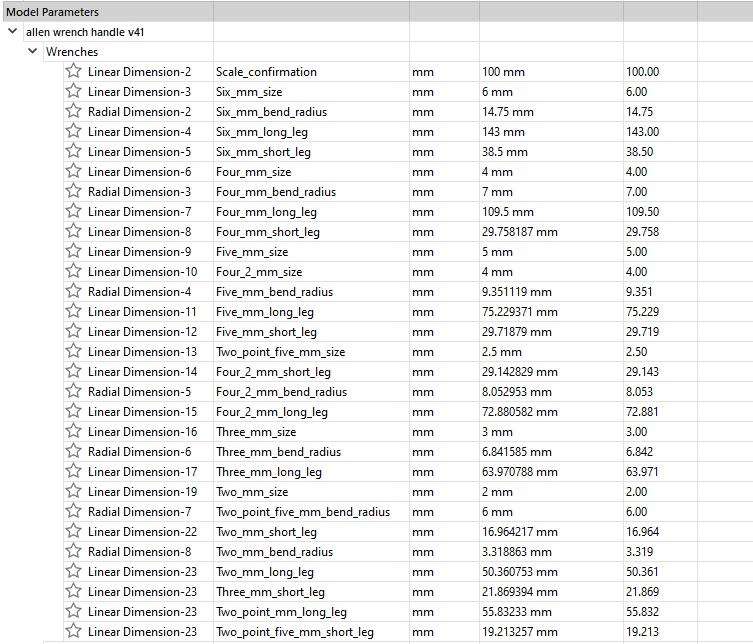 Model Parameters
allen wrench handle v41
Wrenches
Linear Dimension-2 Scale_confirmation mm 100 mm 100.00
Linear Dimension-3 Six_mm_size mm 6 mm 6.00
Radial Dimension-2 Six_mm_bend_radius mm 14.75 mm 14.75
Linear Dimension-4 Six_mm_long_leg mm 143 mm 143.00
Linear Dimension-5 Six_mm_short_leg mm 38.5 mm 38.50
Linear Dimension-6 Four_mm_size mm 4 mm 4.00
Radial Dimension-3 Four_mm_bend_radius mm 7 mm 7.00
Linear Dimension-7 Four_mm_long_leg mm 109.5 mm 109.50
Linear Dimension-8 Four_mm_short_leg mm 29.758187 mm 29.758
Linear Dimension-9 Five_mm_size mm 5 mm 5.00
Linear Dimension-10 Four_2_mm_size mm 4 mm 4.00
Radial Dimension-4 Five_mm_bend_radius mm 9.351119 mm 9.351
Linear Dimension-11 Five_mm_long_leg mm 75.229371 mm 75.229
Linear Dimension-12 Five_mm_short_leg mm 29.71879 mm 29.719
Linear Dimension-13 Two_point_five_mm_size mm 2.5 mm 2.50
Linear Dimension-14 Four_2_mm_short_leg mm 29.142829 mm 29.143
Radial Dimension-5 Four_2_mm_bend_radius mm 8.052953 mm 8.053
Linear Dimension-15 Four_2_mm_long_leg mm 72.880582 mm 72.881
Linear Dimension-16 Three_mm_size mm 3 mm 3.00
Radial Dimension-6 Three_mm_bend_radius mm 6.841585 mm 6.842
Linear Dimension-17 Three_mm_long_leg mm 63.970788 mm 63.971
Linear Dimension-19 Two_mm_size mm 2 mm 2.00
Radial Dimension-7 Two_point_five_mm_bend_radius mm 6 mm 6.00
Linear Dimension-22 Two_mm_short_leg mm 16.964217 mm 16.964
Radial Dimension-8 Two_mm_bend_radius mm 3.318863 mm 3.319
Linear Dimension-23 Two_mm_long_leg mm 50.360753 mm 50.361
Linear Dimension-23 Three_mm_short_leg mm 21.869394 mm 21.869
Linear Dimension-23 Two_point_mm_long_leg mm 55.83233 mm 55.832
Linear Dimension-23 Two_point_five_mm_short_leg mm 19.213257 mm 19.213